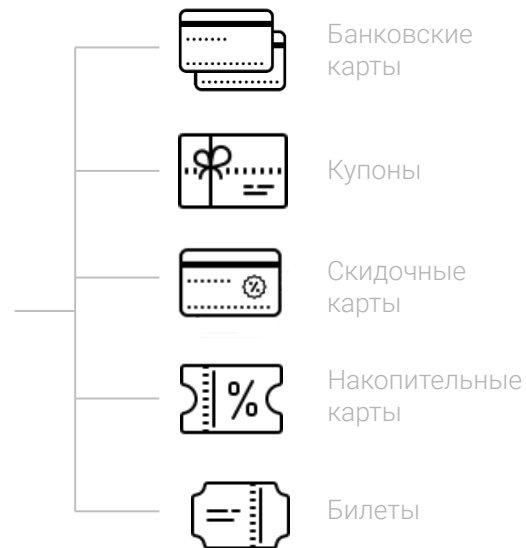 Банковские
карты
Купоны
%
Скидочные
карты
%
Накопительные
карты
Билеты